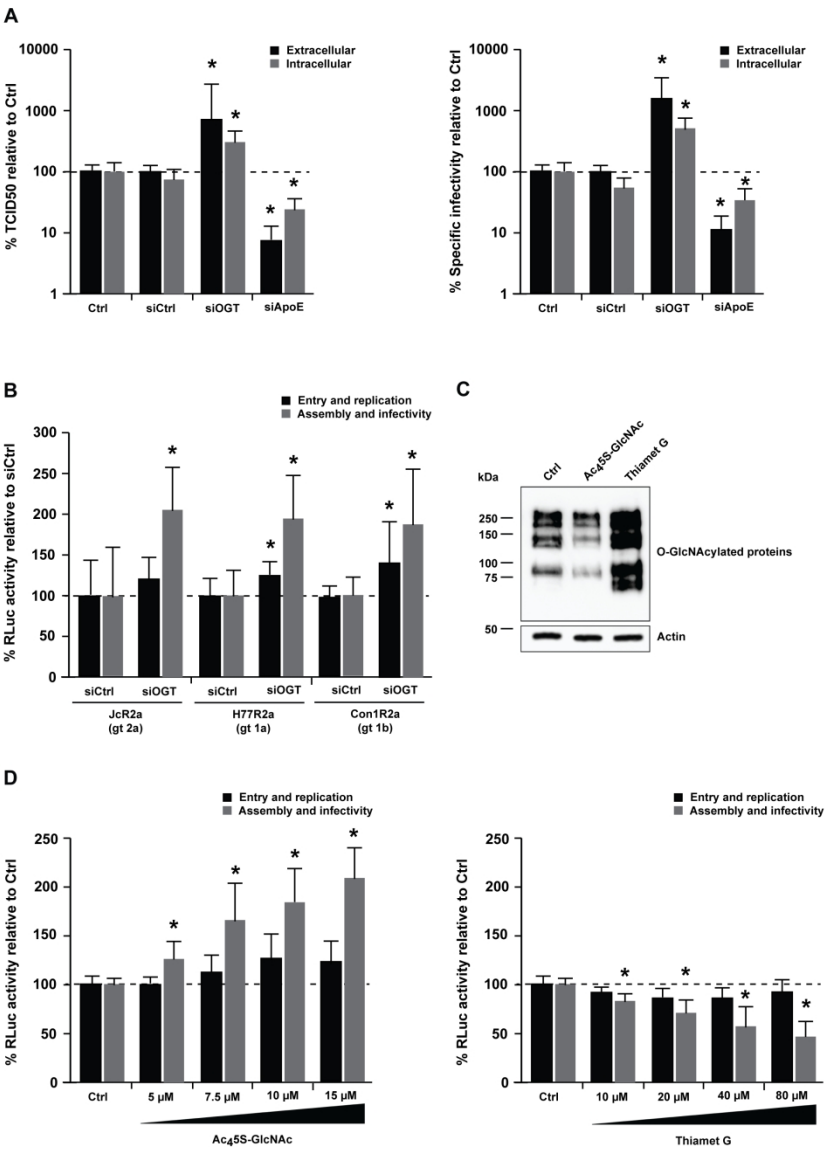 A
% TCID50 relative to Ctrl
10000
1000
100
10
1
Extracellular
Intracellular
Ctrl
siCtrl
siOGT
siApoE
*
*
*
*
% Specific infectivity relative to Ctrl
10000
1000
100
10
1
Extracellular
Intracellular
Ctrl
siCtrl
siOGT
siApoE
*
*
*
*
B
% RLuc activity relative to siCtrl
300
250
200
150
100
50
0
Entry and replication
Assembly and infectivity
*
*
*
*
*
siCtrl siOGT siCtrl siOGT siCtrl siOGT
JcR2a H77R2a Con1R2a
(gt 2a) (gt 1a) (gt 1b)
C
Ctrl
Ac45S-GlcNAc
Thiamet G
kDa
250
150
100
75
50
O-GlcNAcylated proteins
Actin
D
% RLuc activity relative to Ctrl
250
200
150
100
50
0
Entry and replication
Assembly and infectivity
*
*
*
*
Ctrl 5 µM 7.5 µM 10 µM 15 µM
Ac45S-GlcNAc
% RLuc activity relative to Ctrl
250
200
150
100
50
0
Entry and replication
Assembly and infectivity
*
*
*
*
Ctrl 10 µM 20 µM 40 µM 80 µM
Thiamet G